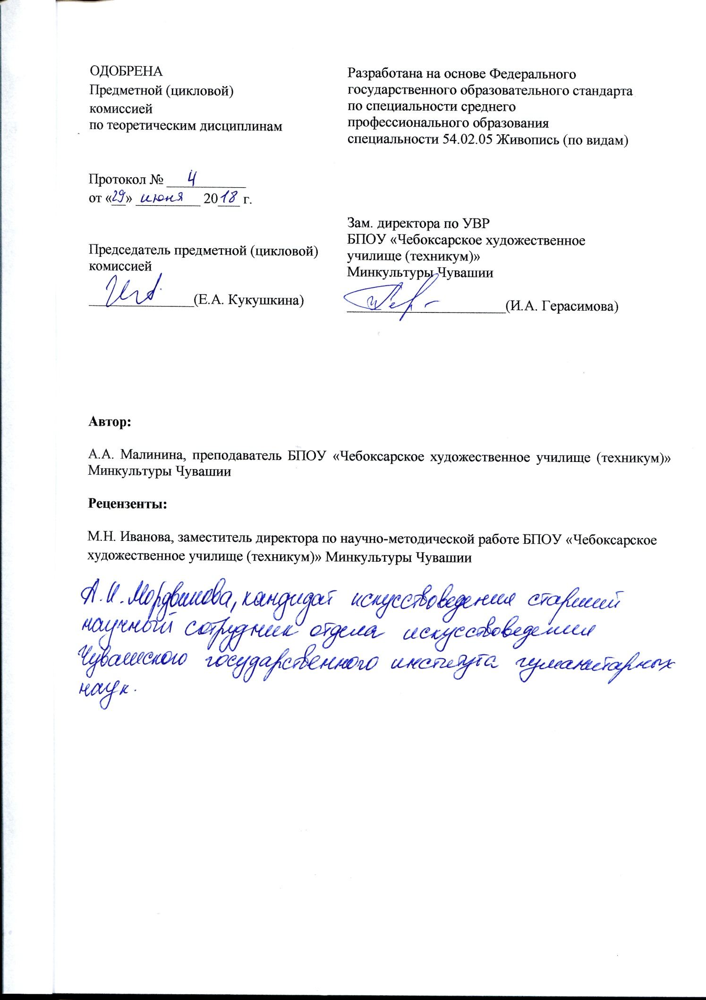 ОДОБРЕНА
Предметной (цикловой)
комиссией
по теоретическим дисциплинам
Протокол № 4
от «29» июня 2018 г.
Председатель предметной (цикловой)
комиссией
(Е.А. Кукушкина)
Разработана на основе Федерального
государственного образовательного стандарта
по специальности среднего
профессионального образования
специальности 54.02.05 Живопись (по видам)
Зам. директора по УВР
БПОУ «Чебоксарское художественное
училище (техникум)»
Минкультуры Чувашии
(И.А. Герасимова)
Автор:
А.А. Малинина, преподаватель БПОУ «Чебоксарское художественное училище (техникум)»
Минкультуры Чувашии
Рецензенты:
М.Н. Иванова, заместитель директора по научно-методической работе БПОУ «Чебоксарское
художественное училище (техникум)» Минкультуры Чувашии
А.И. Мордвинова, кандидат искусствоведения старший
научный сотрудник отдела искусствоведения
Чувашского государственного института гуманитарных
наук.